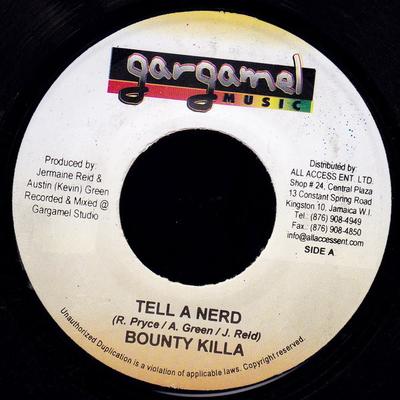 gargamel
MUSIC
Produced by:
Jermaine Reid &
Austin (Kevin) Green
Recorded & Mixed @
Gargamel Studio
Distributed by:
ALL ACCESS ENT. LTD.
Shop # 24, Central Plaza
13 Constant Spring Road
Kingston 10, Jamaica W.I.
Tel.: (876) 908-4949
Fax.: (876) 908-4850
info@allaccessent.com
SIDE A
TELL A NERD
(R. Pryce / A. Green / J. Reid)
BOUNTY KILLA
Unauthorized Duplication is a violation of applicable laws. Copyright reserved.